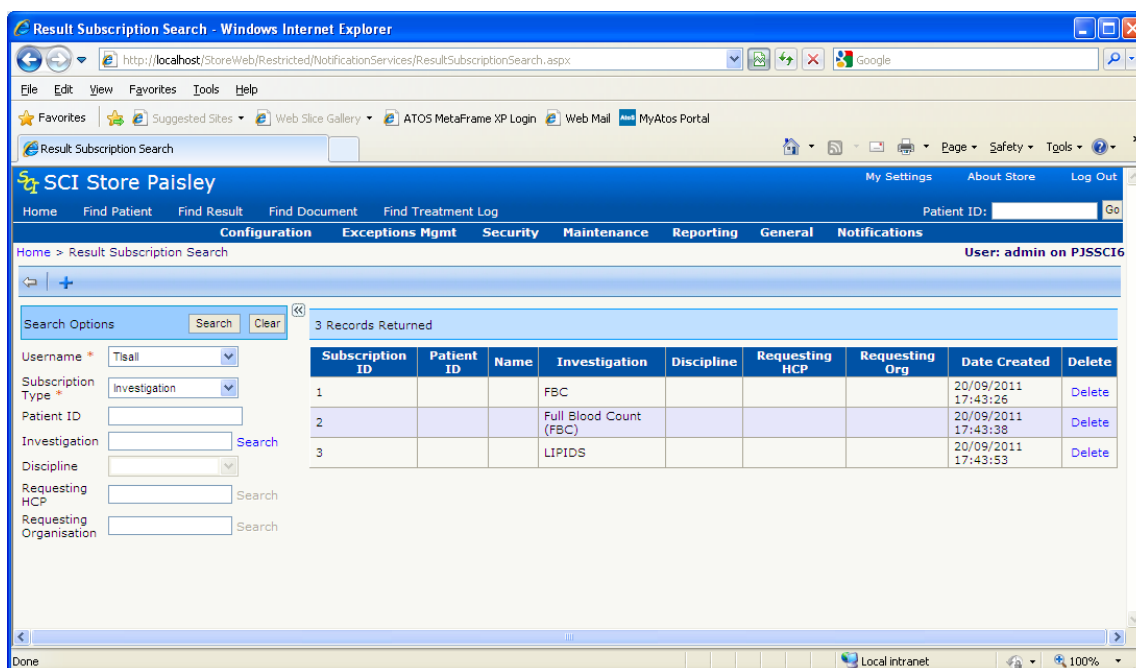 Result Subscription Search - Windows Internet Explorer
http://localhost/StoreWeb/Restricted/NotificationServices/ResultSubscriptionSearch.aspx
Google
File Edit View Favorites Tools Help
Favorites Suggested Sites Web Slice Gallery ATOS MetaFrame XP Login Web Mail MyAtos Portal
Result Subscription Search Page Safety Tools
SCI Store Paisley My Settings About Store Log Out
Home Find Patient Find Result Find Document Find Treatment Log Patient ID: Go
Configuration Exceptions Mgmt Security Maintenance Reporting General Notifications
Home > Result Subscription Search User: admin on PJSSCI6
Search Options Search Clear
3 Records Returned
Username * Tisail
Subscription Type * Investigation
Patient ID
Investigation Search
Discipline
Requesting HCP Search
Requesting Organisation Search
Subscription ID Patient ID Name Investigation Discipline Requesting HCP Requesting Org Date Created Delete
1 FBC 20/09/2011 17:43:26 Delete
2 Full Blood Count (FBC) 20/09/2011 17:43:38 Delete
3 LIPIDS 20/09/2011 17:43:53 Delete
Done Local intranet 100%